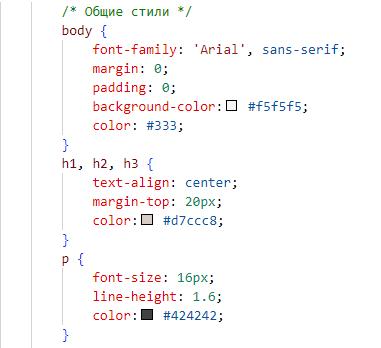 /* Общие стили */
body {
font-family: 'Arial', sans-serif;
margin: 0;
padding: 0;
background-color: #f5f5f5;
color: #333;
}
h1, h2, h3 {
text-align: center;
margin-top: 20px;
color: #d7ccc8;
}
p {
font-size: 16px;
line-height: 1.6;
color: #424242;
}